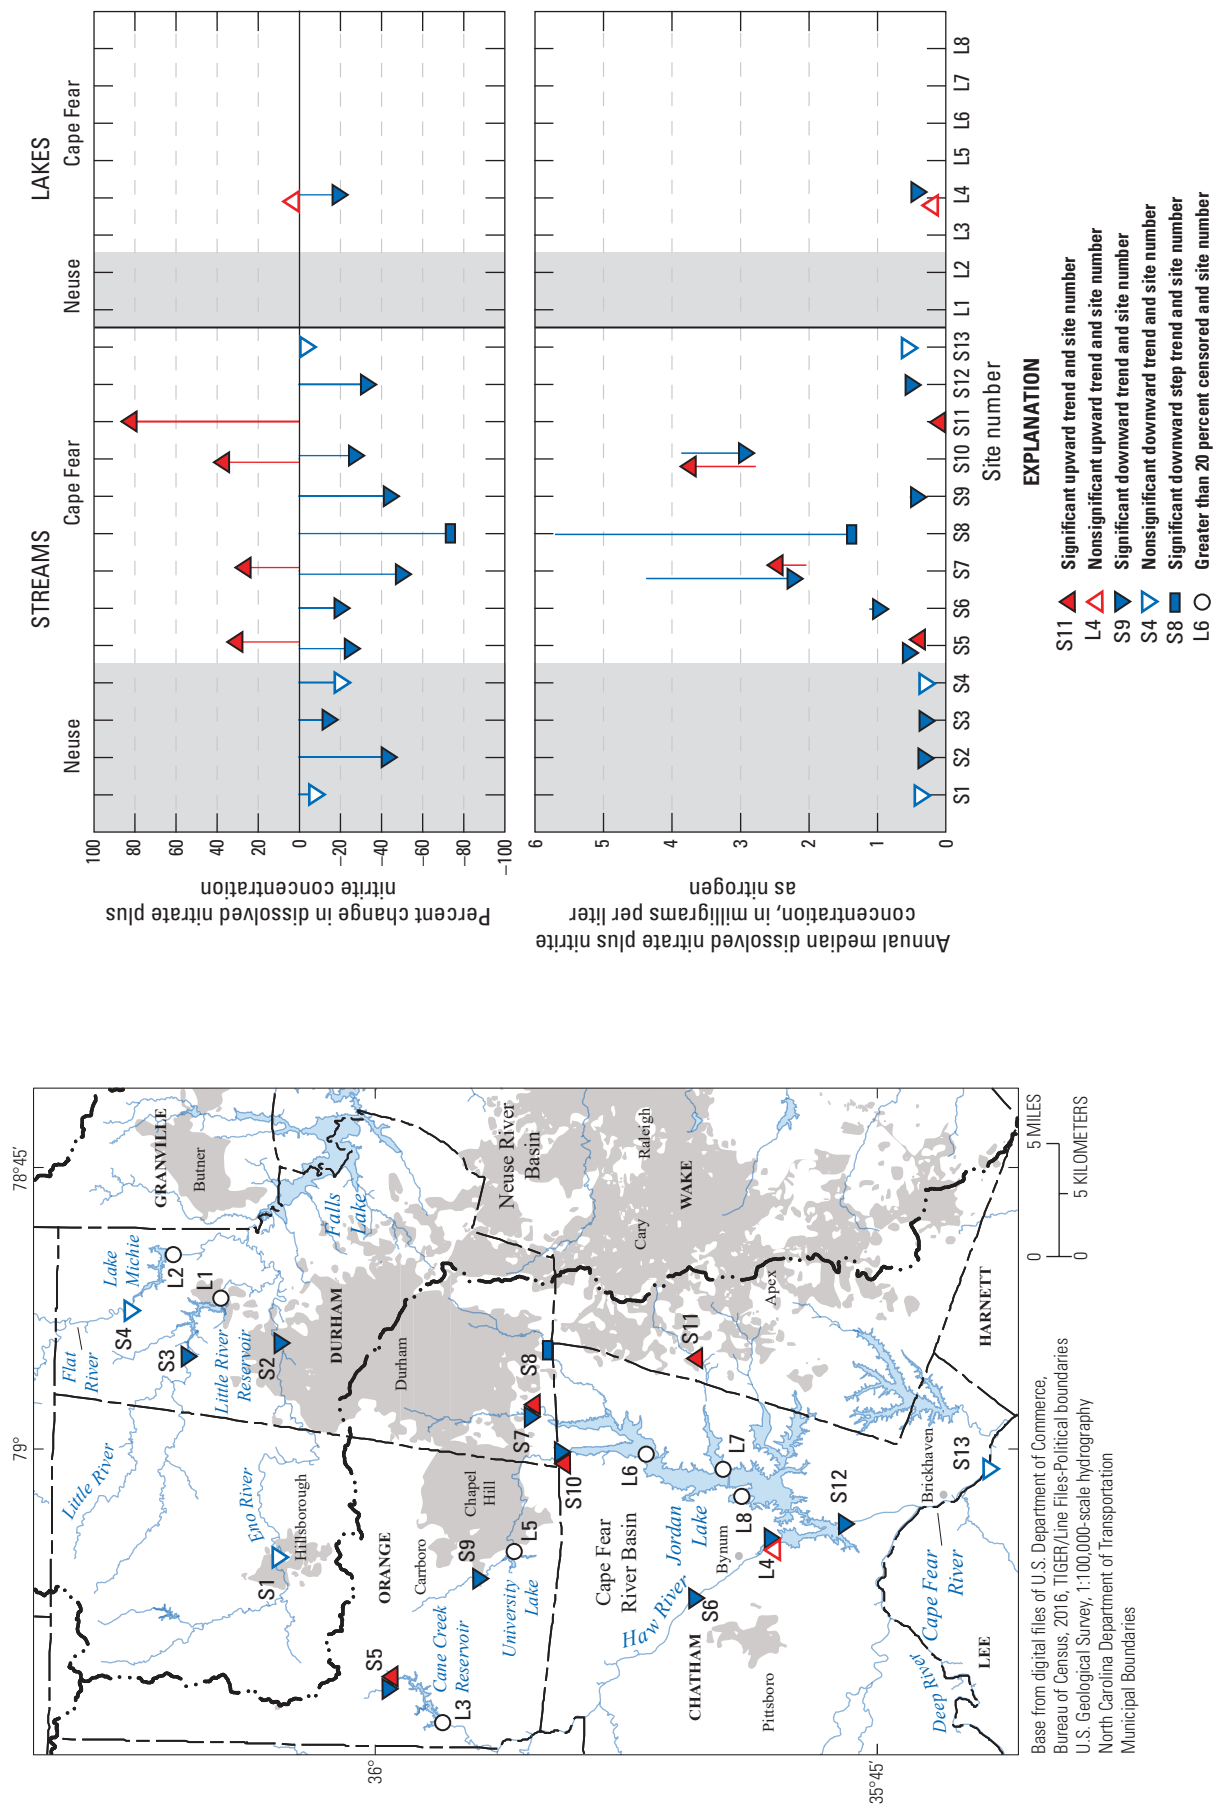 78°45'
79°
36°
35°45'
GRANVILLE
Butner
Lake
Michie
L2
L1
S4
S3
Flat
River
Little River
Reservoir
S2
Falls
Lake
DURHAM
Durham
Little River
Eno River
Hillsborough
S1
ORANGE
Carrboro
Chapel
Hill
S9
S5
Cane Creek
Reservoir
L3
University
Lake
L5
S7
S8
S10
Neuse River
Basin
Raleigh
WAKE
Cary
Apex
S11
Cape Fear
River Basin
L6
L7
L8
Jordan
Lake
Bynum
L4
Haw River
S6
CHATHAM
Pittsboro
S12
Brickhaven
S13
Cape Fear
River
Deep River
LEE
HARNETT
0 5 MILES
0 5 KILOMETERS
Base from digital files of U.S. Department of Commerce,
Bureau of Census, 2016, TIGER/Line Files-Political boundaries
U.S. Geological Survey, 1:100,000-scale hydrography
North Carolina Department of Transportation
Municipal Boundaries
STREAMS LAKES
Neuse Cape Fear Neuse Cape Fear
Percent change in dissolved nitrate plus
nitrite concentration
100
80
60
40
20
0
−20
−40
−60
−80
−100
Annual median dissolved nitrate plus nitrite
concentration, in milligrams per liter
as nitrogen
6
5
4
3
2
1
0
S1 S2 S3 S4 S5 S6 S7 S8 S9 S10 S11 S12 S13 L1 L2 L3 L4 L5 L6 L7 L8
Site number
EXPLANATION
S11 Significant upward trend and site number
L4 Nonsignificant upward trend and site number
S9 Significant downward trend and site number
S4 Nonsignificant downward trend and site number
S8 Significant downward step trend and site number
L6 Greater than 20 percent censored and site number